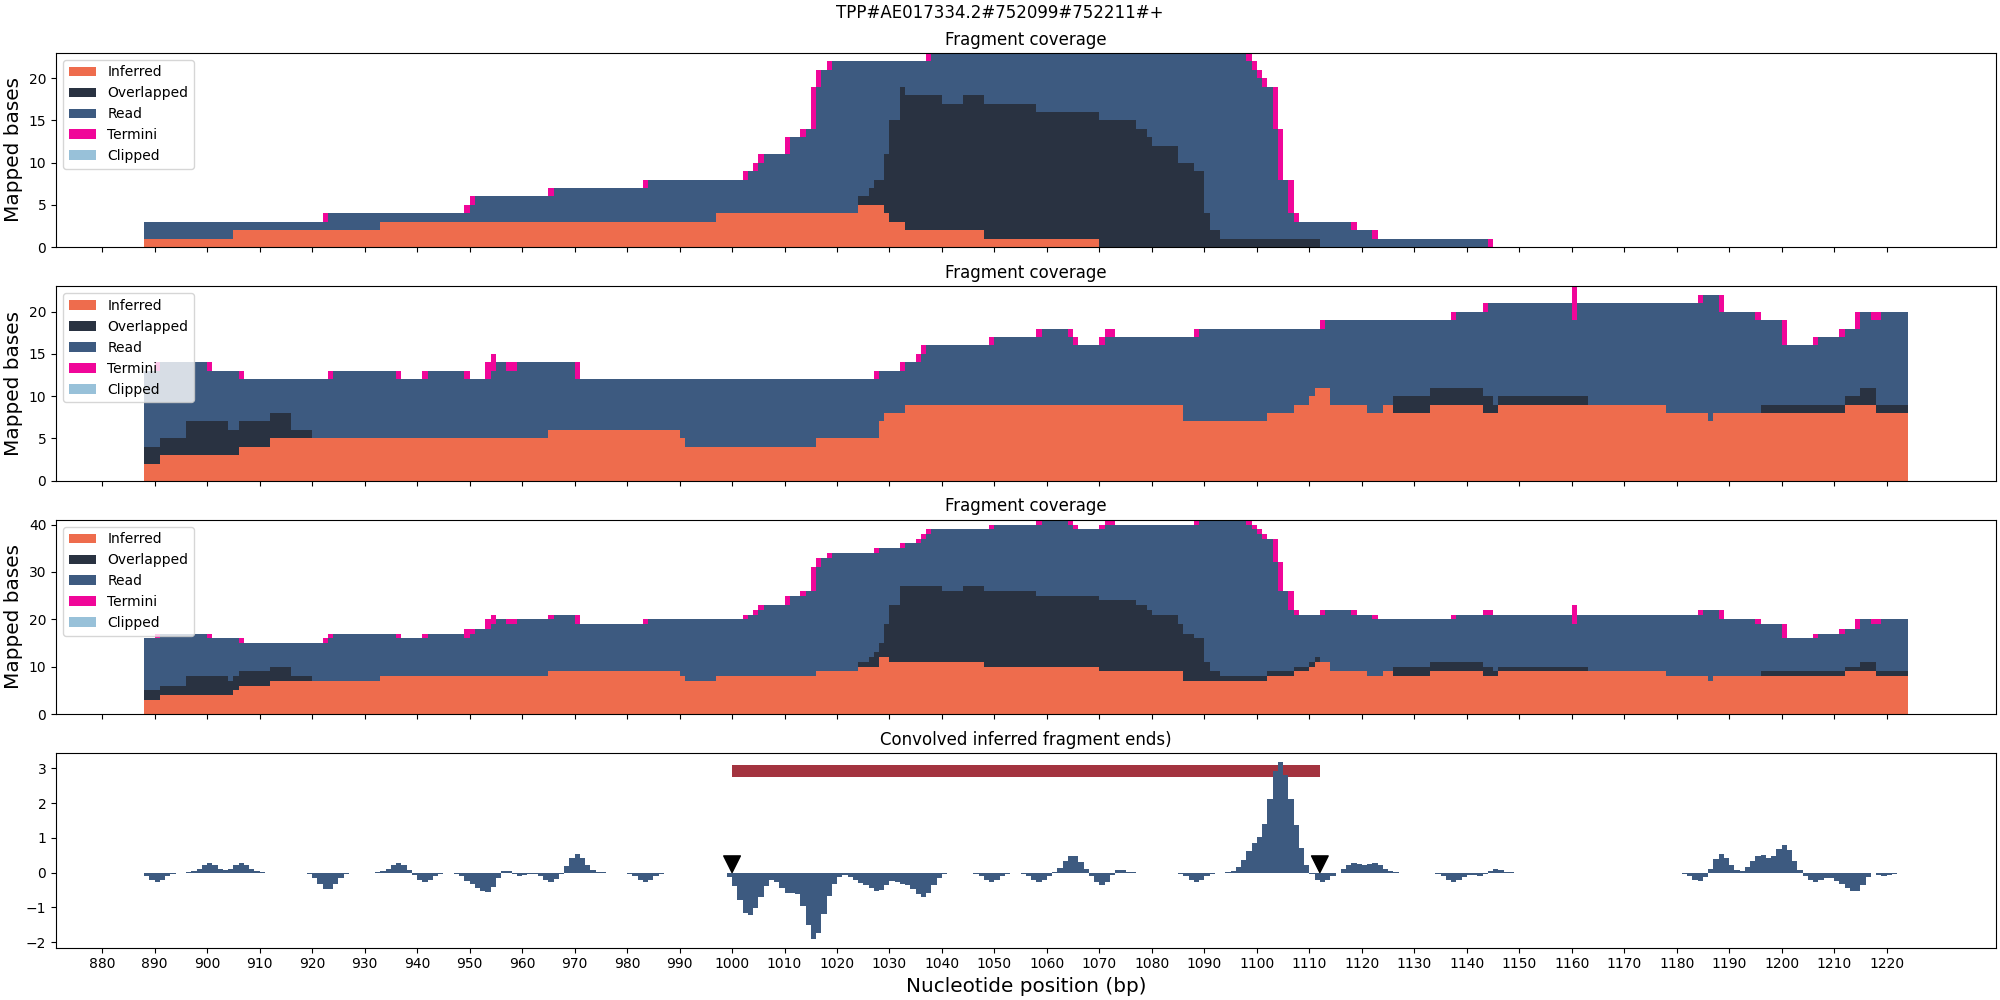 TPP#AE017334.2#752099#752211#+
Fragment coverage
Mapped bases
20
15
10
5
0
Inferred
Overlapped
Read
Termini
Clipped
Fragment coverage
Mapped bases
20
15
10
5
0
Inferred
Overlapped
Read
Termini
Clipped
Fragment coverage
Mapped bases
40
30
20
10
0
Inferred
Overlapped
Read
Termini
Clipped
Convolved inferred fragment ends)
3
2
1
0
−1
−2
880 890 900 910 920 930 940 950 960 970 980 990 1000 1010 1020 1030 1040 1050 1060 1070 1080 1090 1100 1110 1120 1130 1140 1150 1160 1170 1180 1190 1200 1210 1220
Nucleotide position (bp)